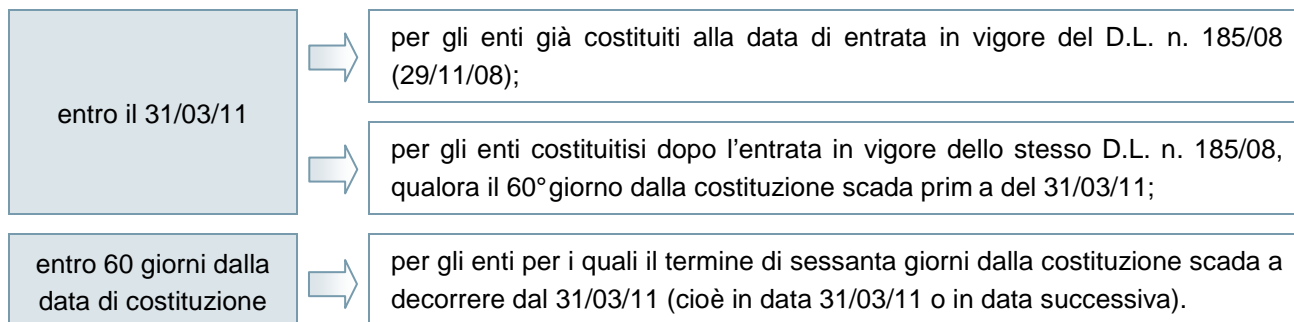 entro il 31/03/11
per gli enti già costituiti alla data di entrata in vigore del D.L. n. 185/08
(29/11/08);
per gli enti costituitisi dopo l'entrata in vigore dello stesso D.L. n. 185/08,
qualora il 60° giorno dalla costituzione scada prim a del 31/03/11;
entro 60 giorni dalla
data di costituzione
per gli enti per i quali il termine di sessanta giorni dalla costituzione scada a
decorrere dal 31/03/11 (cioè in data 31/03/11 o in data successiva).